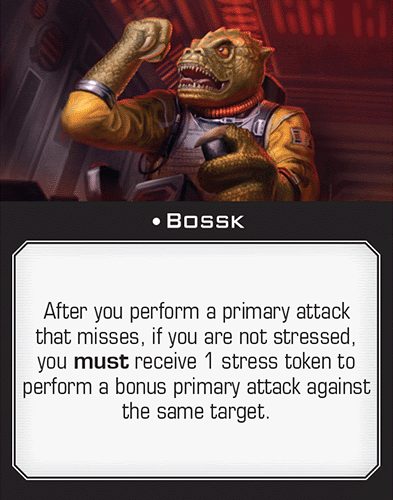 • Bossk
After you perform a primary attack
that misses, if you are not stressed,
you must receive 1 stress token to
perform a bonus primary attack against
the same target.